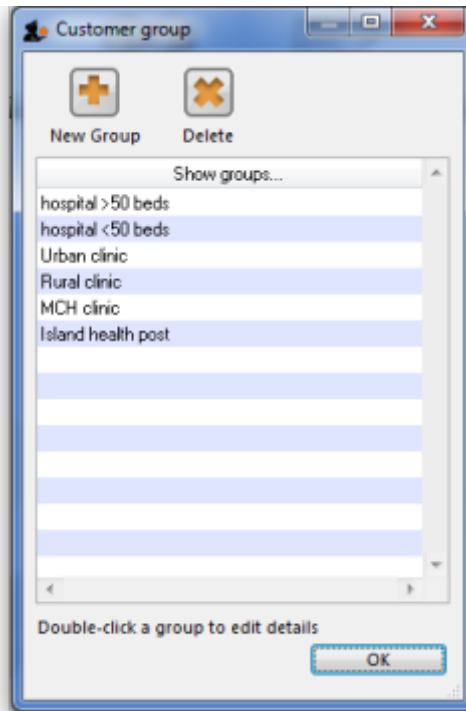 Customer group
New Group Delete
Show groups...
hospital >50 beds
hospital <50 beds
Urban clinic
Rural clinic
MCH clinic
Island health post
Double-click a group to edit details
OK